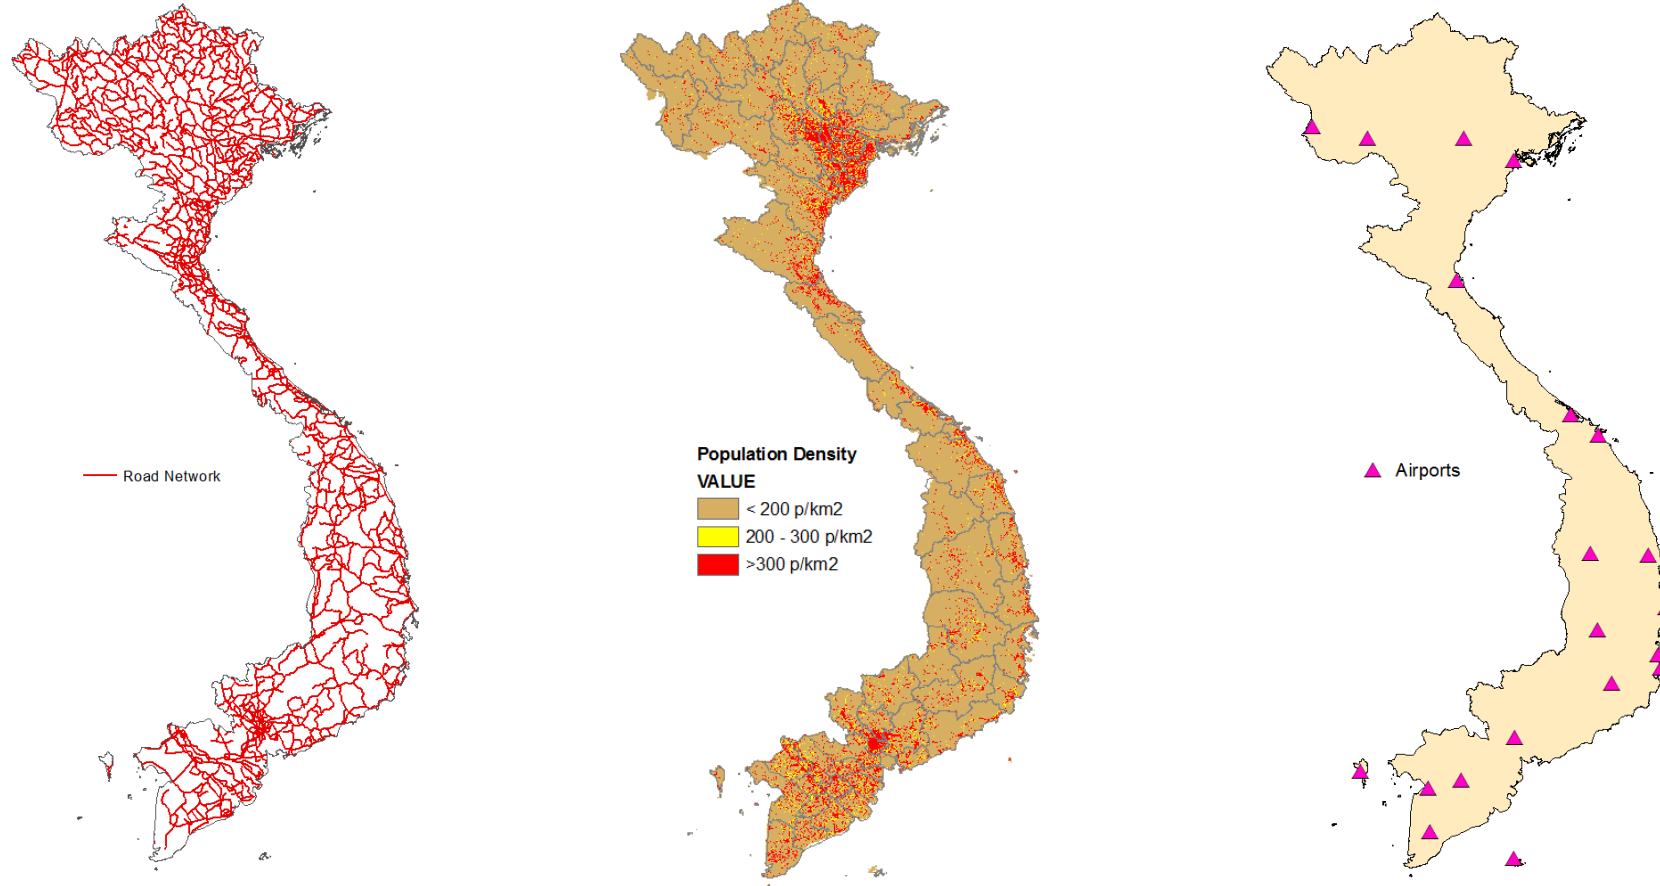 Road Network
Population Density
VALUE
< 200 p/km2
200 - 300 p/km2
>300 p/km2
Airports